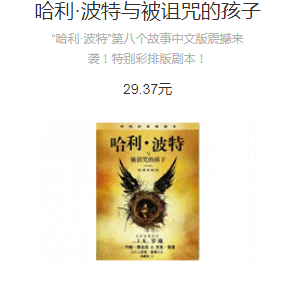 哈利·波特与被诅咒的孩子
“哈利·波特”第八个故事中文版震撼来
袭！特别彩排版剧本！
29.37元
哈利·波特
与
被诅咒的孩子
J.K. 罗琳